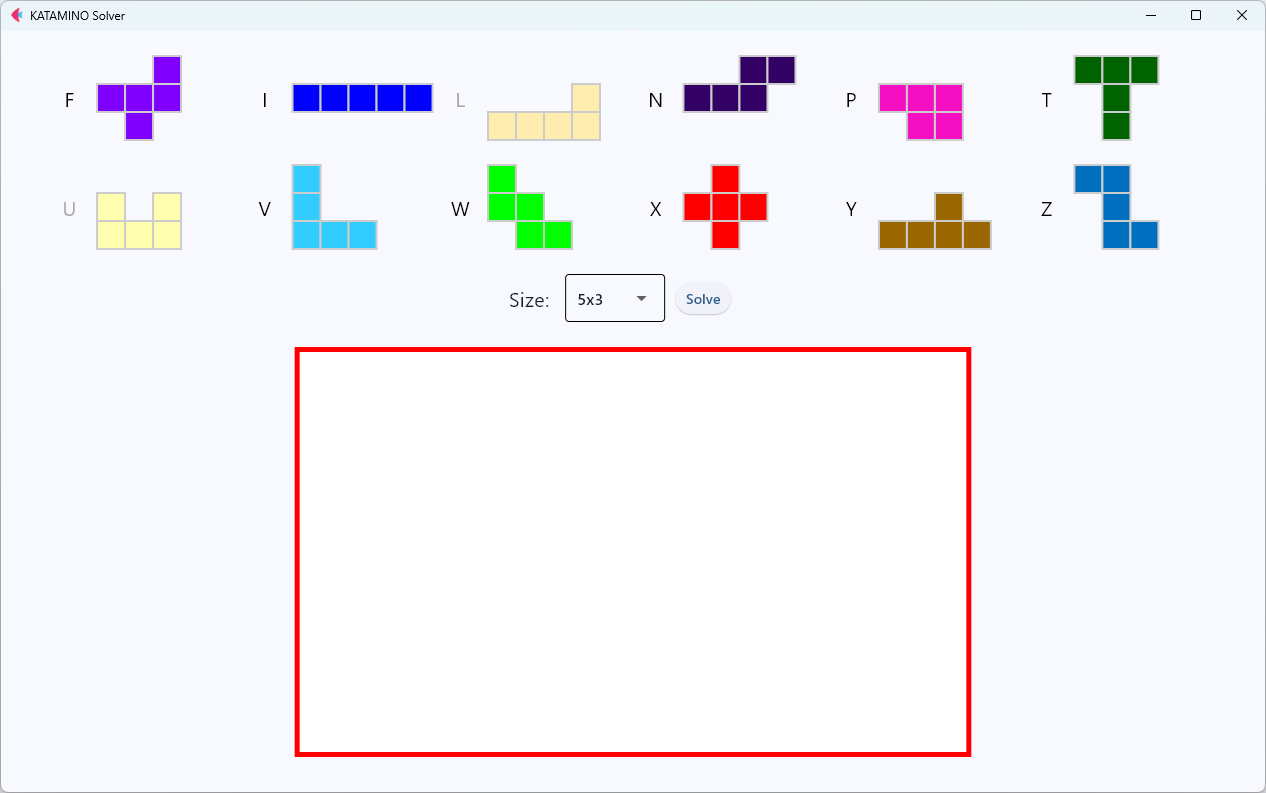 KATAMINO Solver
F I L N P T
U V W X Y Z
Size: 5x3 Solve